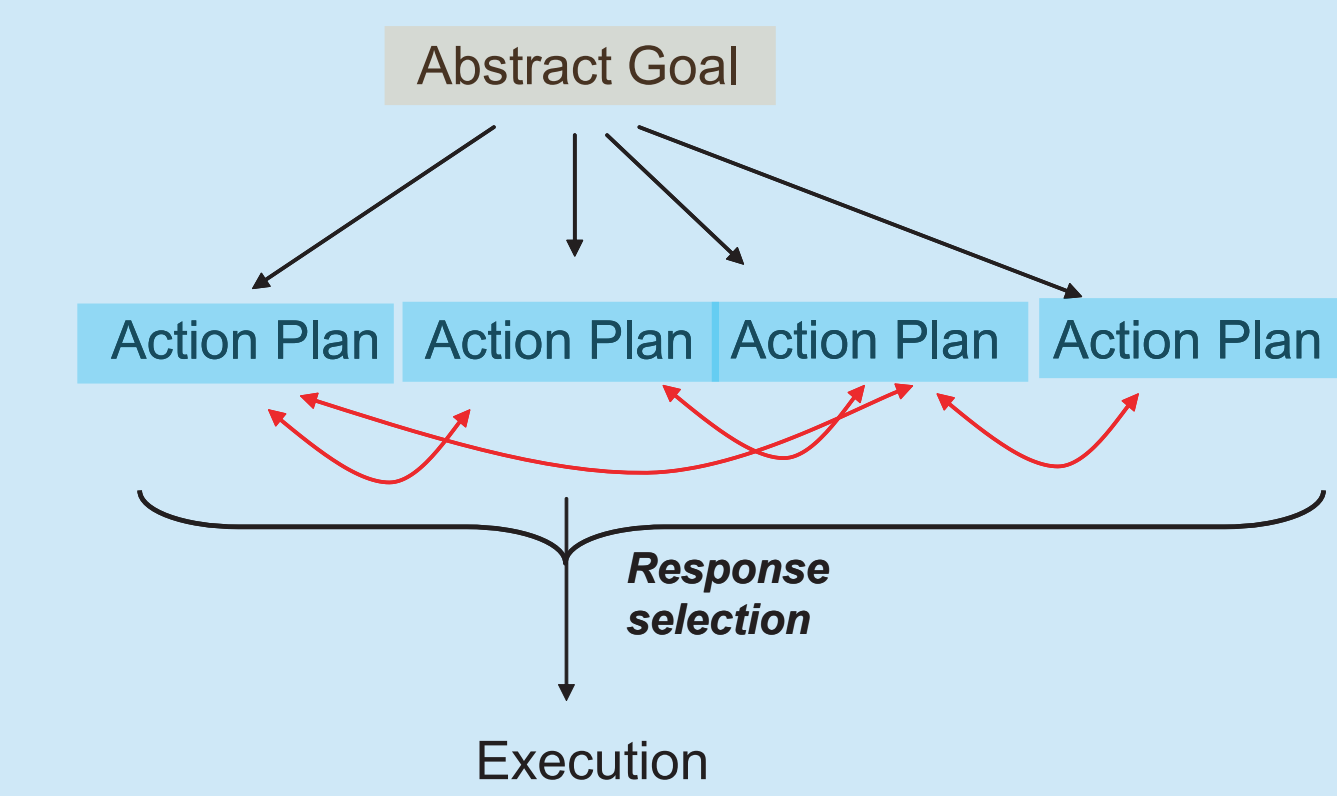 Abstract Goal
Action Plan Action Plan Action Plan Action Plan
Response
selection
Execution